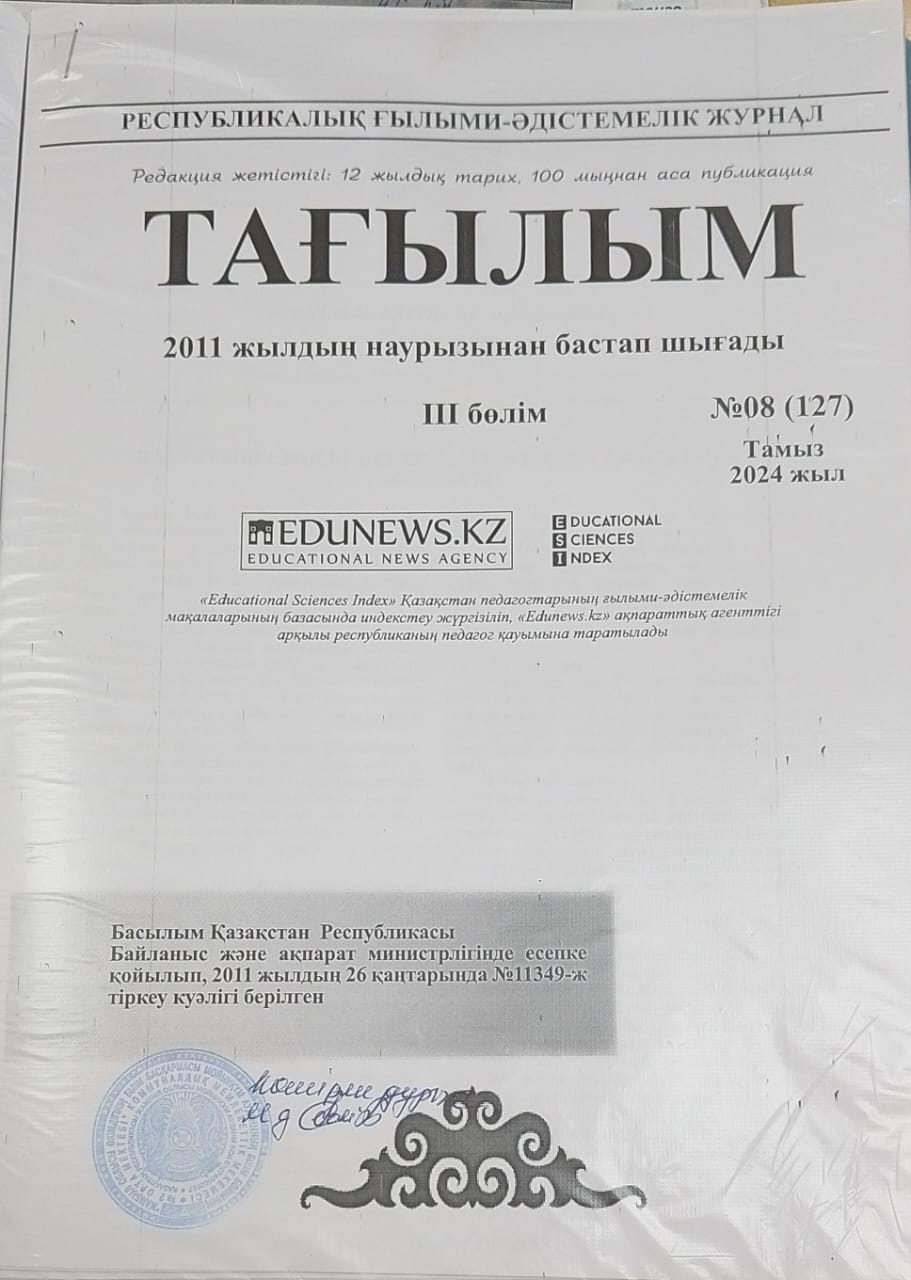 РЕСПУБЛИКАЛЫҚ ҒЫЛЫМИ-ӘДІСТЕМЕЛІК ЖУРНАЛ
Редакция жетістігі: 12 жылдық тарих, 100 мыңнан аса публикация
ТАҒЫЛЫМ
2011 жылдың наурызынан бастап шығады
III бөлім
№08 (127)
Тамыз
2024 жыл
EDUNEWS.KZ
EDUCATIONAL NEWS AGENCY
EDUCATIONAL
SCIENCES
INDEX
«Educational Sciences Index» Қазақстан педагогтарының ғылыми-әдістемелік
мақалаларының базасында индекстеу жүргізіліп, «Edunews.kz» ақпараттық агенттігі
арқылы республиканың педагог қауымына таратылады
Басылым Қазақстан Республикасы
Байланыс және ақпарат министрлігінде есепке
қойылып, 2011 жылдың 26 қаңтарында №11349-ж
тіркеу куәлігі берілген